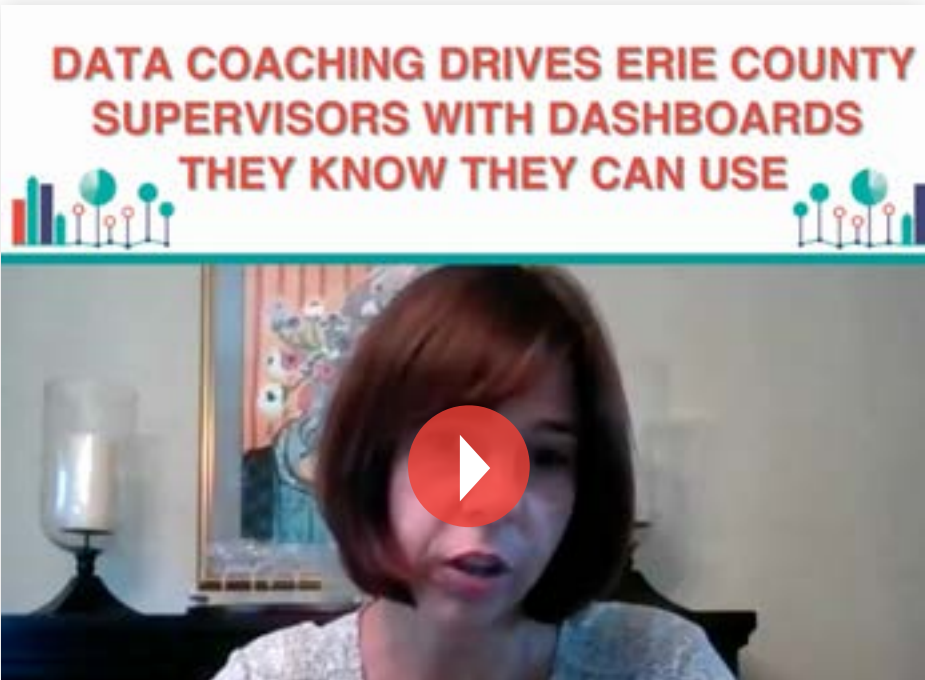 DATA COACHING DRIVES ERIE COUNTY
SUPERVISORS WITH DASHBOARDS
THEY KNOW THEY CAN USE